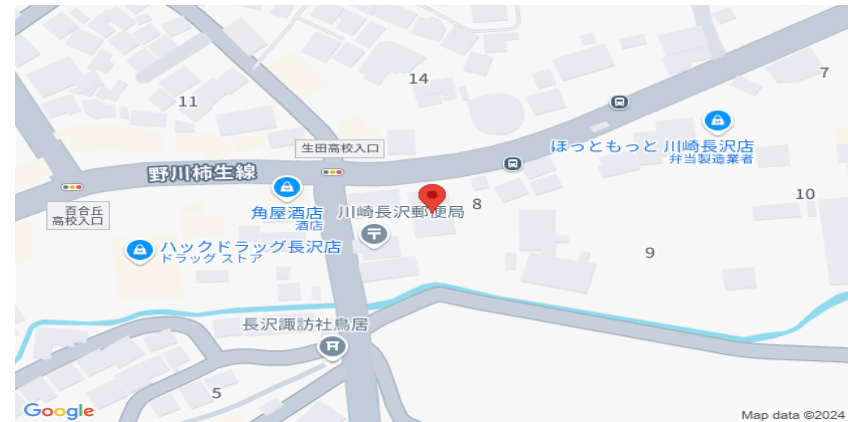 14
7
11
生田高校入口
ほっともっと 川崎長沢店
弁当製造業者
野川柿生線
10
角屋酒店
酒店
川崎長沢郵便局
8
百合丘
高校入口
ハックドラッグ長沢店
ドラッグ ストア
9
長沢諏訪社鳥居
5
Google
Map data ©2024